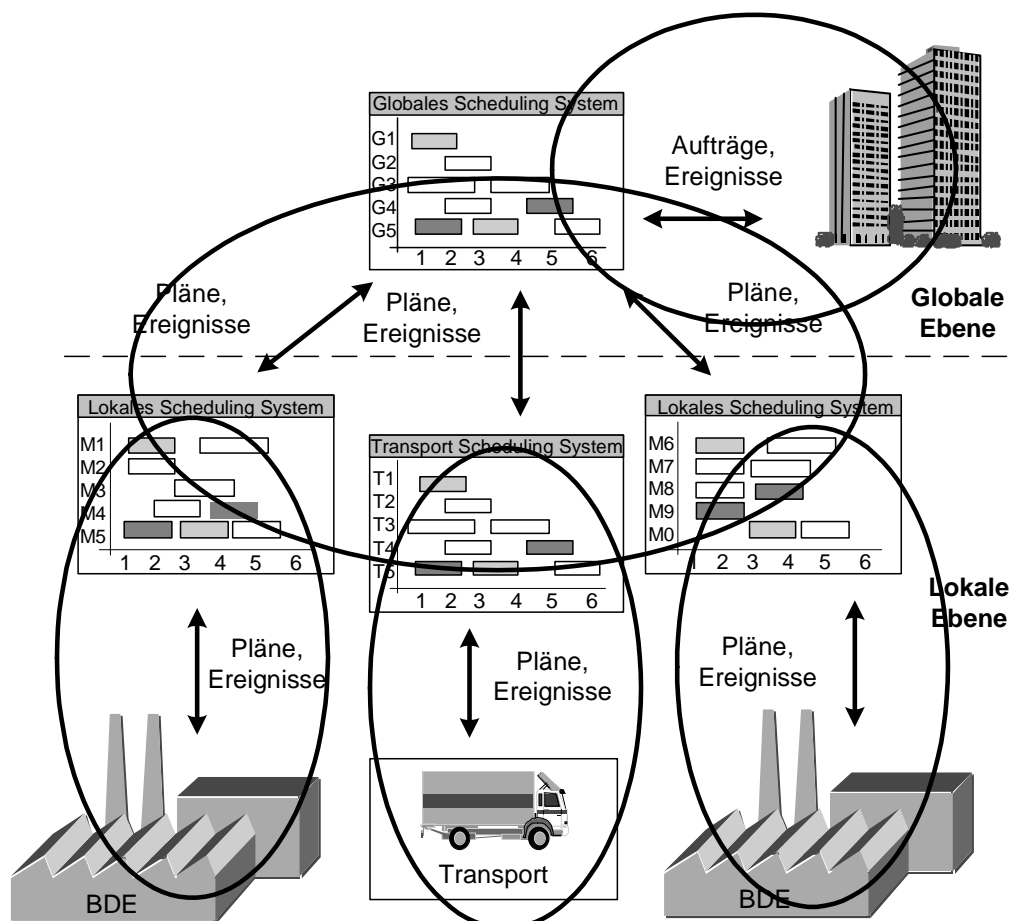 Globales Scheduling System
G1
G2
G3
G4
G5
1 2 3 4 5 6
Aufträge,
Ereignisse
Pläne,
Ereignisse
Pläne,
Ereignisse
Pläne,
Ereignisse
Globale
Ebene
Lokales Scheduling System
M1
M2
M3
M4
M5
1 2 3 4 5 6
Transport Scheduling System
T1
T2
T3
T4
T5
1 2 3 4 5 6
Lokales Scheduling System
M6
M7
M8
M9
M0
1 2 3 4 5 6
Lokale
Ebene
Pläne,
Ereignisse
Pläne,
Ereignisse
Pläne,
Ereignisse
BDE
Transport
BDE